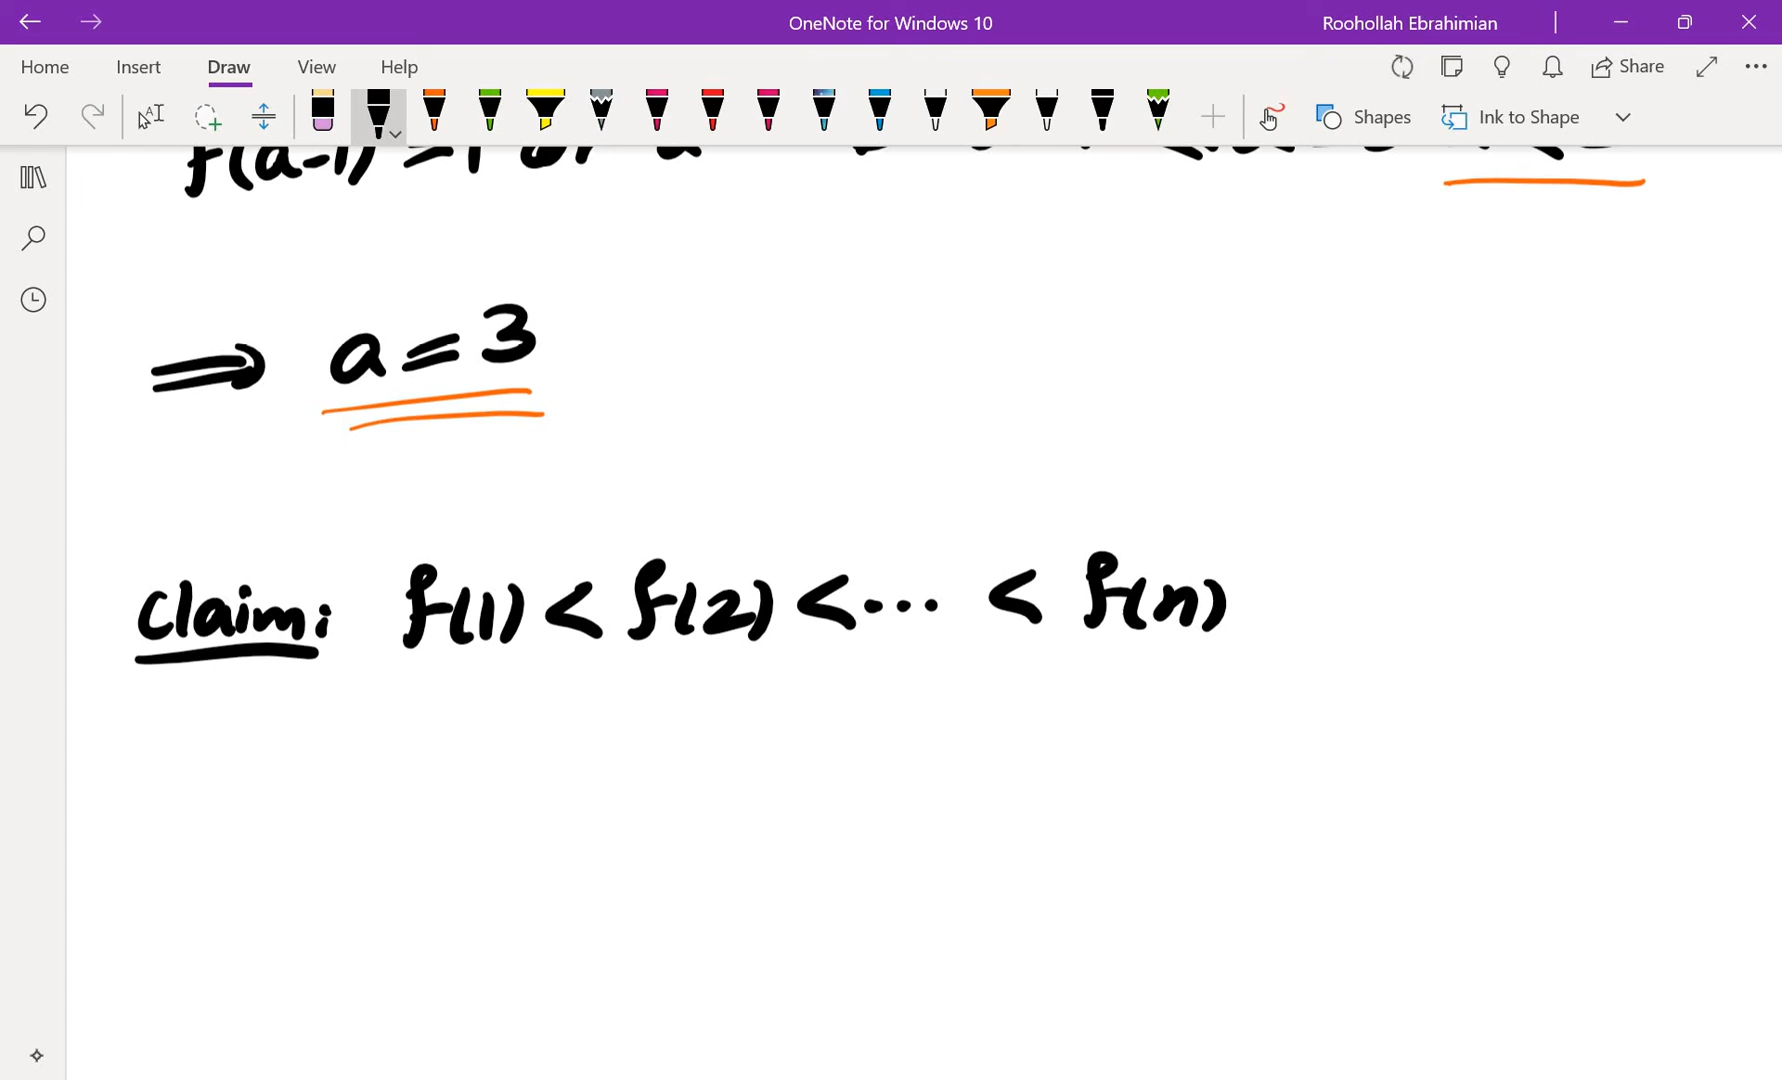 OneNote for Windows 10
Roohollah Ebrahimian
Home Insert Draw View Help
Share
Shapes
Ink to Shape
f(a-1)
⟹ a = 3
Claim: f(1) < f(2) < ... < f(n)